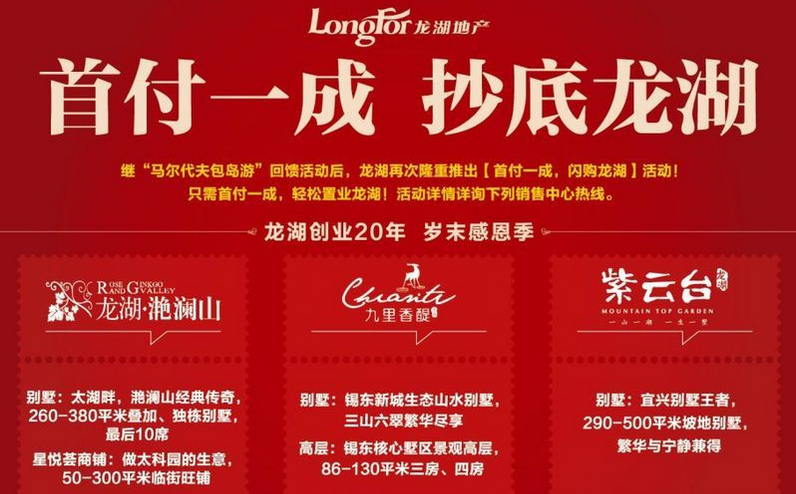 LongFor 龙湖地产
首付一成 抄底龙湖
继“马尔代夫包岛游”回馈活动后，龙湖再次隆重推出【首付一成，闪购龙湖】活动！
只需首付一成，轻松置业龙湖！活动详情详询下列销售中心热线。
龙湖创业20年 岁末感恩季
ROSE GINKGO
RAND VALLEY
龙湖·滟澜山
别墅：太湖畔，滟澜山经典传奇，
260-380平米叠加、独栋别墅，
最后10席
星悦荟商铺：做太科园的生意，
50-300平米临街旺铺
Chianti
九里香醍
别墅：锡东新城生态山水别墅，
三山六翠繁华尽享
高层：锡东核心墅区景观高层，
86-130平米三房、四房
紫云台 龙湖
MOUNTAIN TOP GARDEN
一山一湖 一生一墅
别墅：宜兴别墅王者，
290-500平米坡地别墅，
繁华与宁静兼得